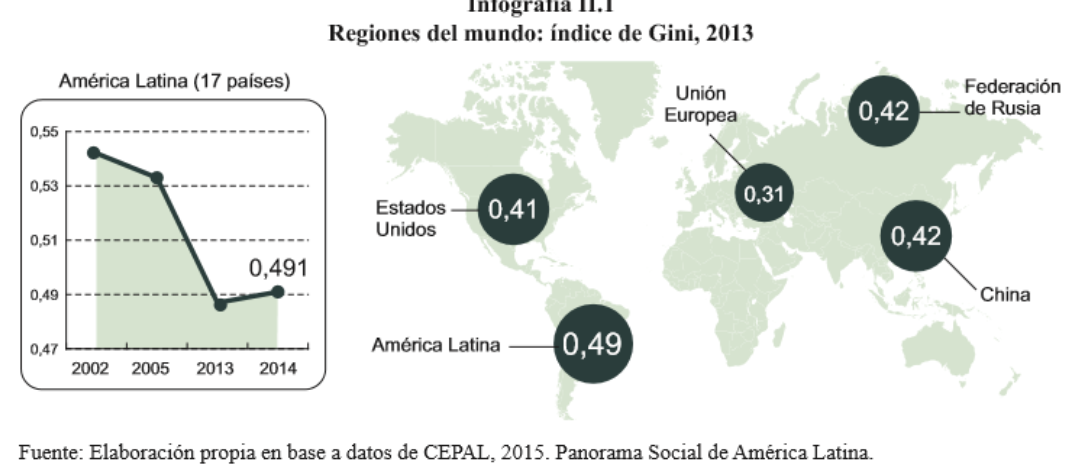 Infografía II.1
Regiones del mundo: índice de Gini, 2013
América Latina (17 países)
0,55
0,53
0,51
0,49
0,47
0,491
2002 2005 2013 2014
Unión
Europea
0,31
Federación
de Rusia
0,42
Estados
Unidos
0,41
0,42
China
América Latina
0,49
Fuente: Elaboración propia en base a datos de CEPAL, 2015. Panorama Social de América Latina.